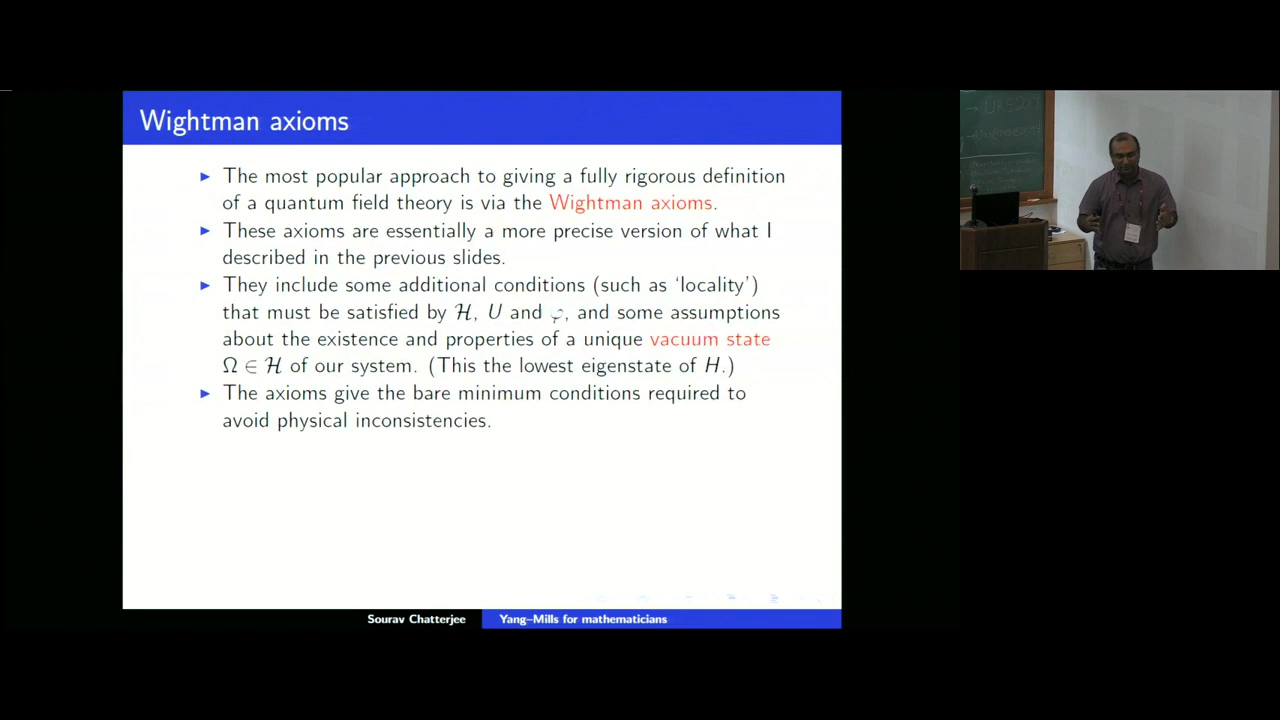 Wightman axioms
► The most popular approach to giving a fully rigorous definition
of a quantum field theory is via the Wightman axioms.
► These axioms are essentially a more precise version of what I
described in the previous slides.
► They include some additional conditions (such as ‘locality’)
that must be satisfied by ℋ, U and φ, and some assumptions
about the existence and properties of a unique vacuum state
Ω ∈ ℋ of our system. (This the lowest eigenstate of H.)
► The axioms give the bare minimum conditions required to
avoid physical inconsistencies.
Sourav Chatterjee
Yang–Mills for mathematicians